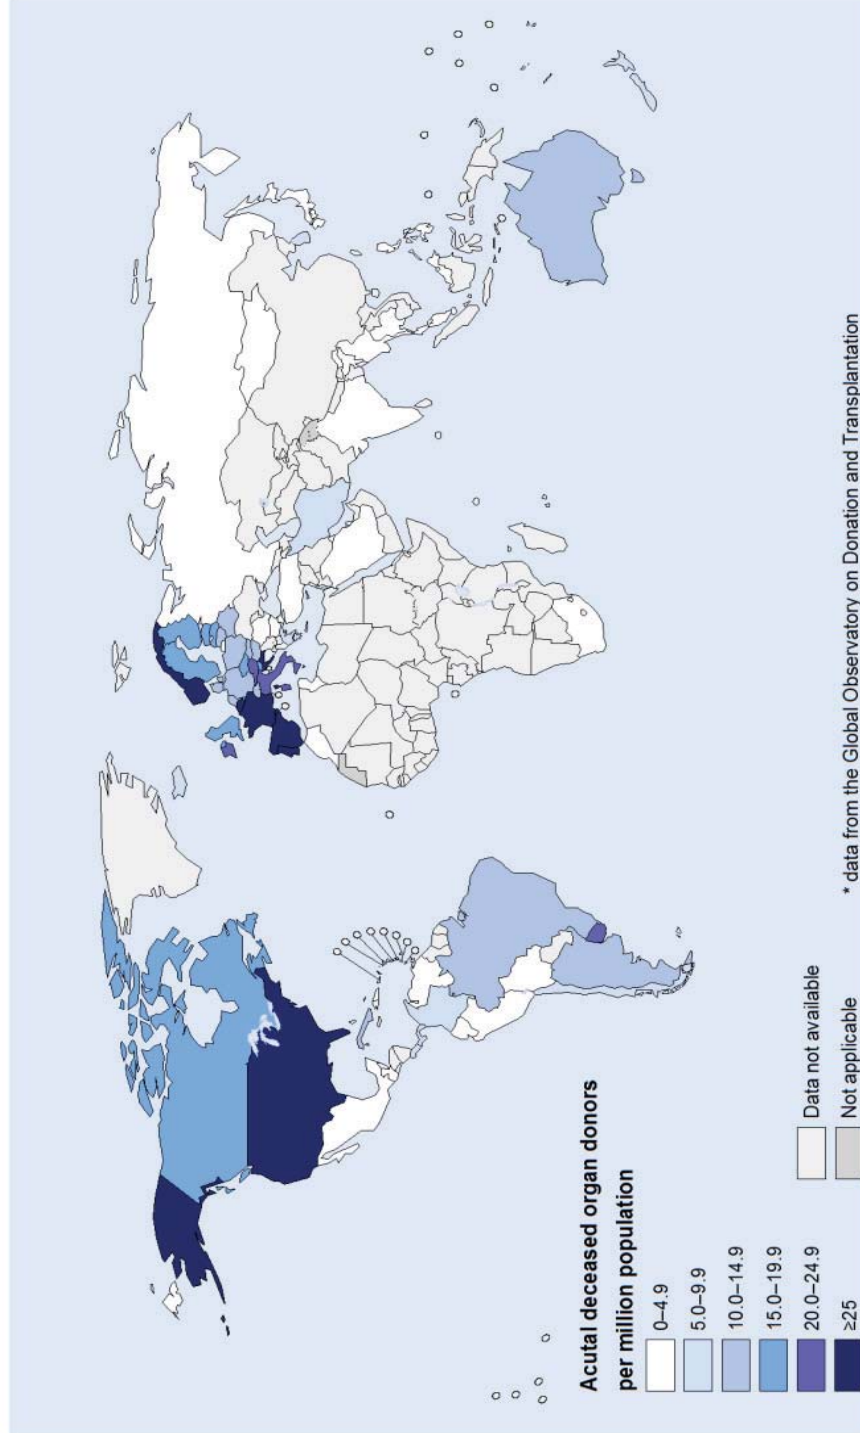 Acutal deceased organ donors
per million population
0–4.9
5.0–9.9
10.0–14.9
15.0–19.9
20.0–24.9
≥25
Data not available
Not applicable
* data from the Global Observatory on Donation and Transplantation